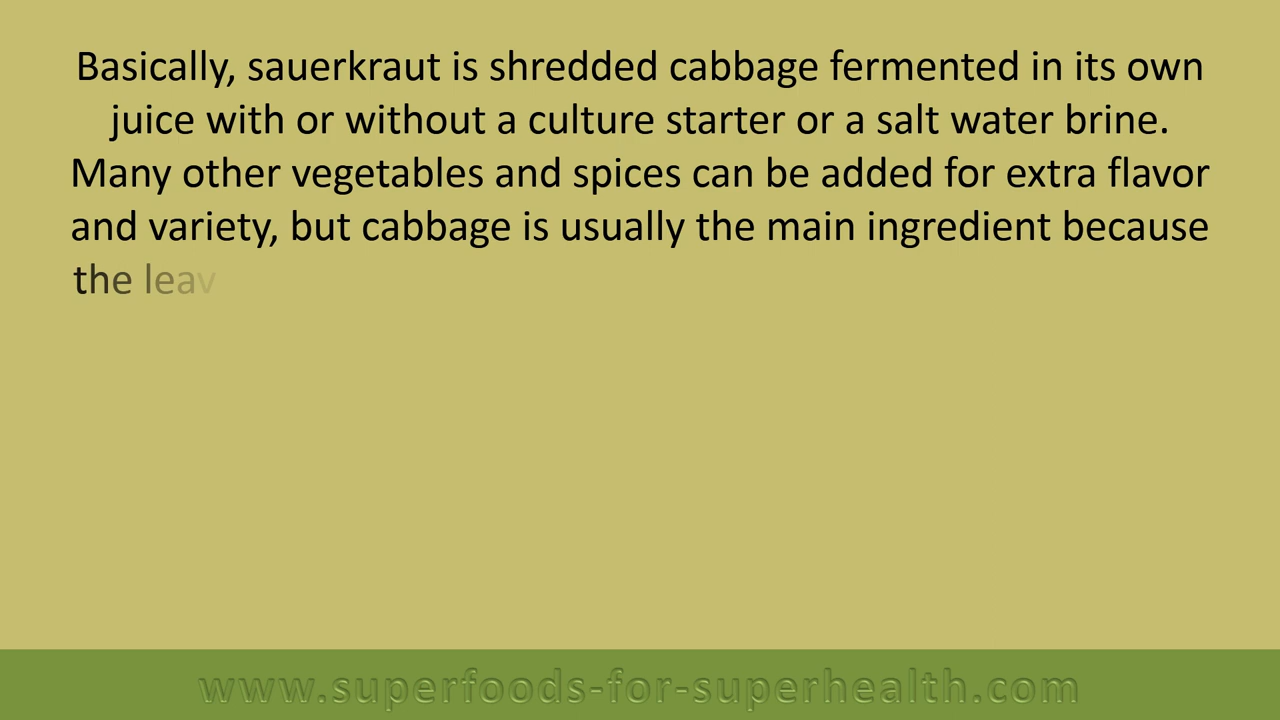 Basically, sauerkraut is shredded cabbage fermented in its own
juice with or without a culture starter or a salt water brine.
Many other vegetables and spices can be added for extra flavor
and variety, but cabbage is usually the main ingredient because
the leav
www.superfoods-for-superhealth.com